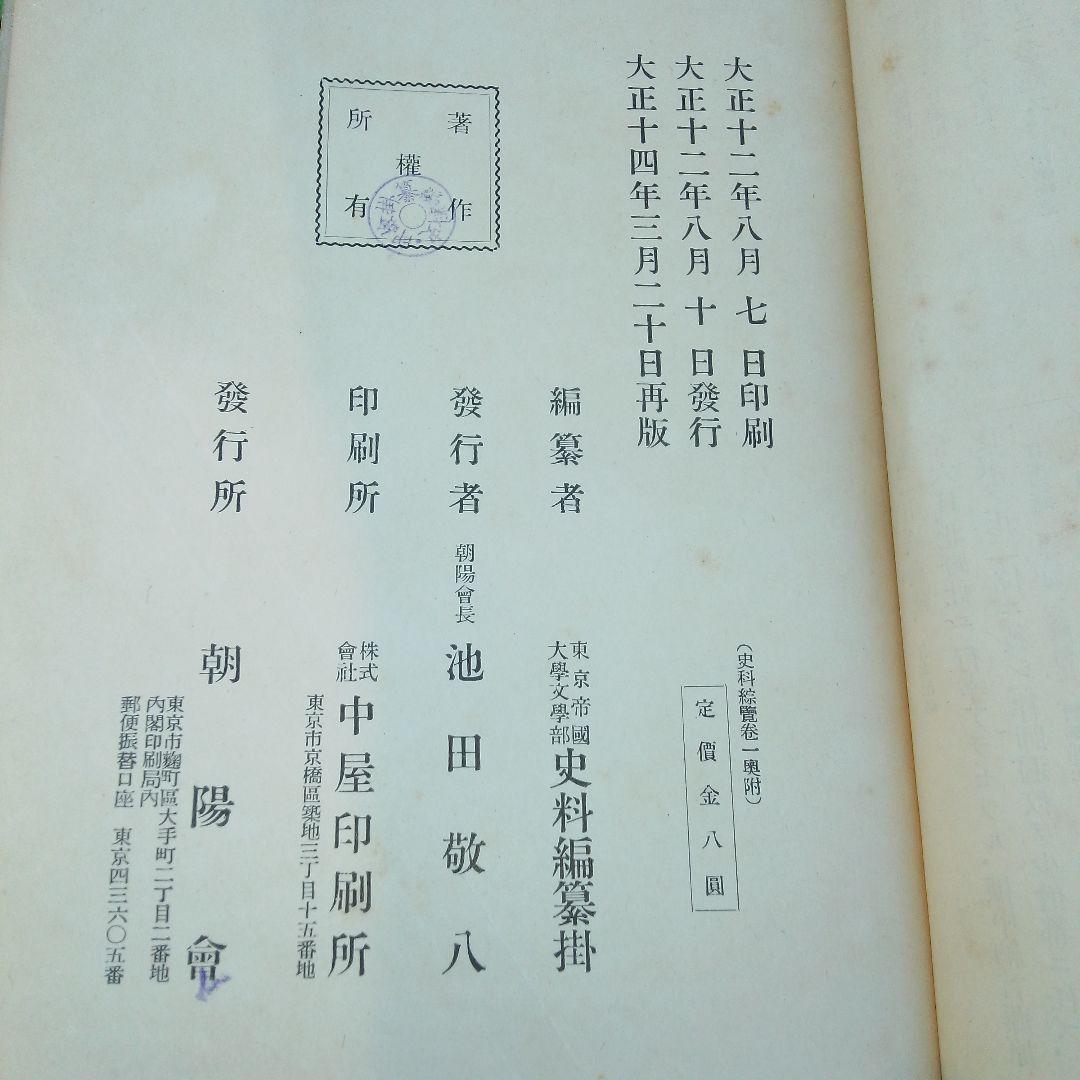 大正十二年八月七日印刷
大正十二年八月十日發行
大正十四年三月二十日再版
(史科綜覽卷一奧附)
定價金八圓
著作權所有
編纂者
東京帝國
大學文學部
史料編纂掛
發行者
朝陽會長
池田敬八
印刷所
株式
會社
中屋印刷所
東京市京橋區築地三丁目十五番地
發行所
朝陽會
東京市麴町區大手町二丁目二番地
內閣印刷局內
郵便振替口座 東京四三六〇五番